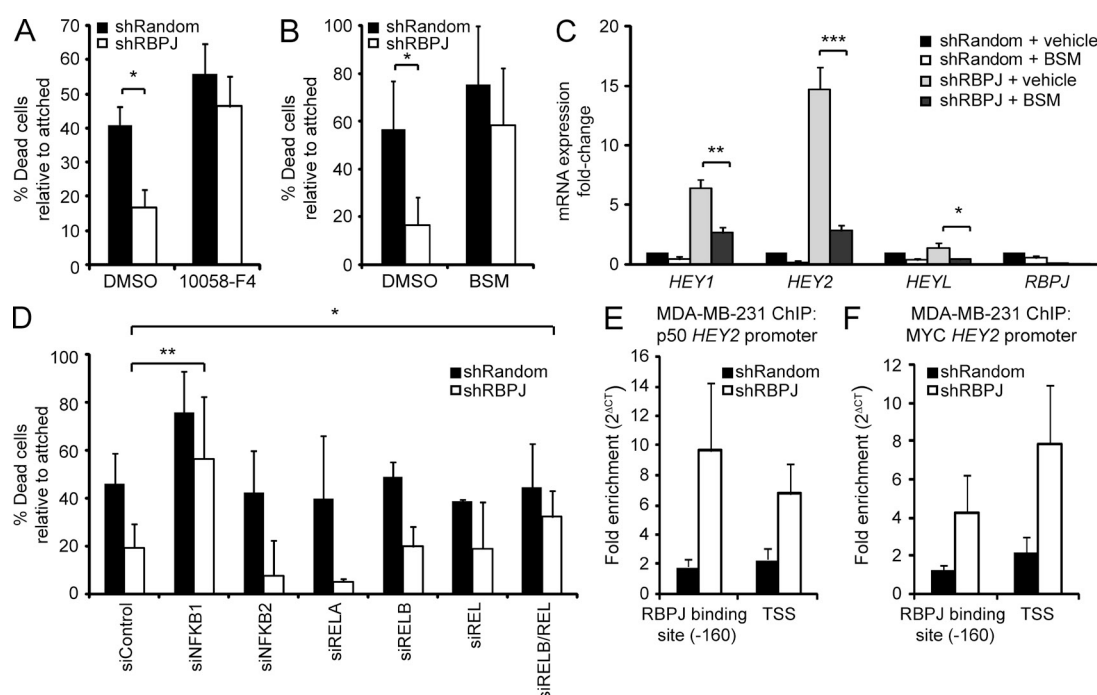 A
70
60
50
40
30
20
10
0
% Dead cells
relative to attched
shRandom
shRBPJ
*
DMSO
10058-F4
B
100
80
60
40
20
0
% Dead cells
relative to attched
shRandom
shRBPJ
*
DMSO
BSM
C
20
15
10
5
0
mRNA expression
fold-change
**
***
*
shRandom + vehicle
shRandom + BSM
shRBPJ + vehicle
shRBPJ + BSM
HEY1
HEY2
HEYL
RBPJ
D
100
80
60
40
20
0
% Dead cells
relative to attched
*
**
shRandom
shRBPJ
siControl
siNFKB1
siNFKB2
siRELA
siRELB
siREL
siRELB/REL
E
MDA-MB-231 ChIP:
p50 HEY2 promoter
16
14
12
10
8
6
4
2
0
Fold enrichment (2^ΔCT)
shRandom
shRBPJ
RBPJ binding
site (-160)
TSS
F
MDA-MB-231 ChIP:
MYC HEY2 promoter
12
10
8
6
4
2
0
Fold enrichment (2^ΔCT)
shRandom
shRBPJ
RBPJ binding
site (-160)
TSS